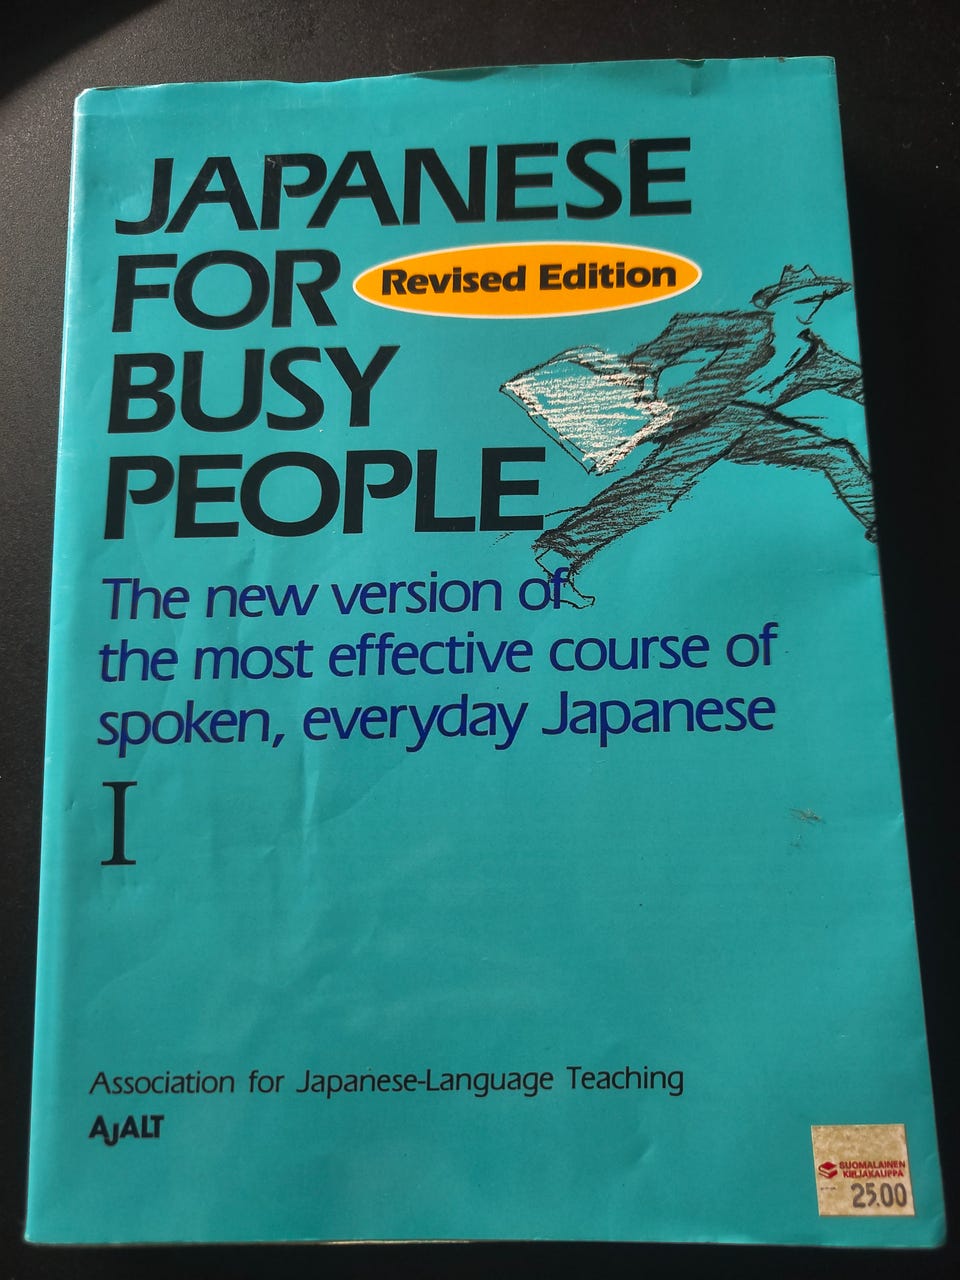 JAPANESE
FOR
Revised Edition
BUSY
PEOPLE
The new version of
the most effective course of
spoken, everyday Japanese
I
Association for Japanese-Language Teaching
AJALT
SUOMALAINEN
KIRJAKAUPPA
25.00